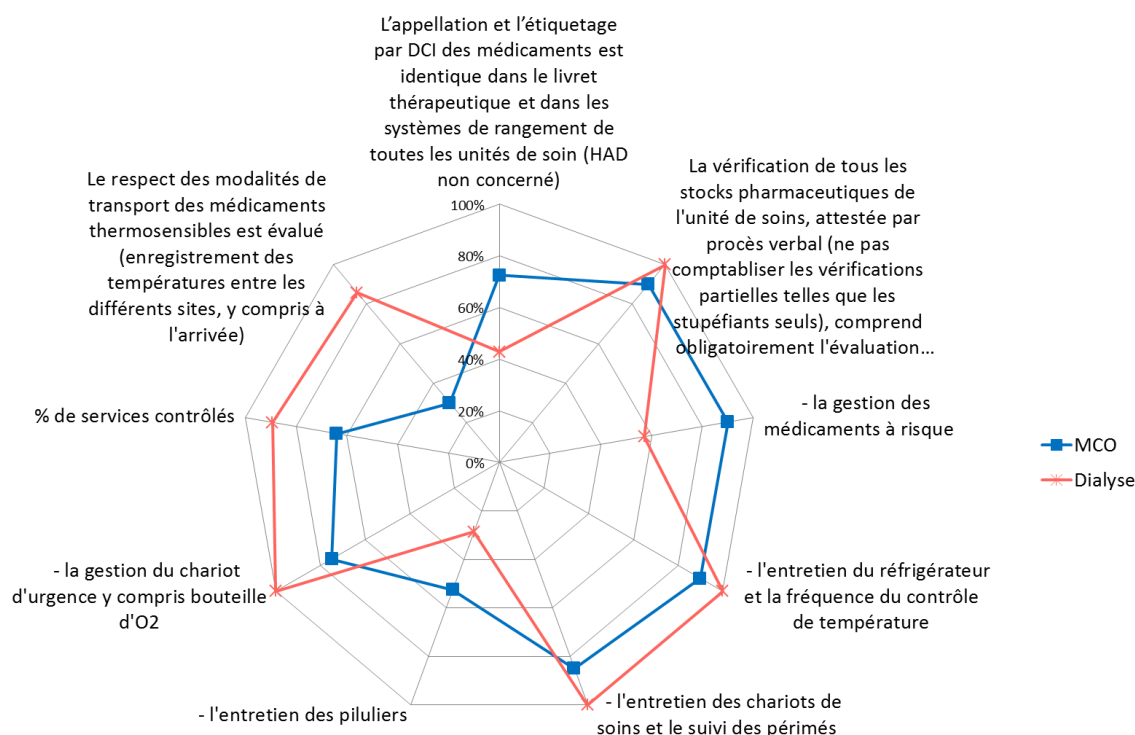 L’appellation et l’étiquetage
par DCI des médicaments est
identique dans le livret
thérapeutique et dans les
systèmes de rangement de
toutes les unités de soin (HAD
non concerné)
La vérification de tous les
stocks pharmaceutiques de
l'unité de soins, attestée par
procès verbal (ne pas
comptabliser les vérifications
partielles telles que les
stupéfiants seuls), comprend
obligatoirement l'évaluation...
Le respect des modalités de
transport des médicaments
thermosensibles est évalué
(enregistrement des
températures entre les
différents sites, y compris à
l'arrivée)
100%
80%
60%
40%
20%
0%
% de services contrôlés
- la gestion des
médicaments à risque
MCO
Dialyse
- la gestion du chariot
d'urgence y compris bouteille
d'O2
- l'entretien du réfrigérateur
et la fréquence du contrôle
de température
- l'entretien des piluliers
- l'entretien des chariots de
soins et le suivi des périmés